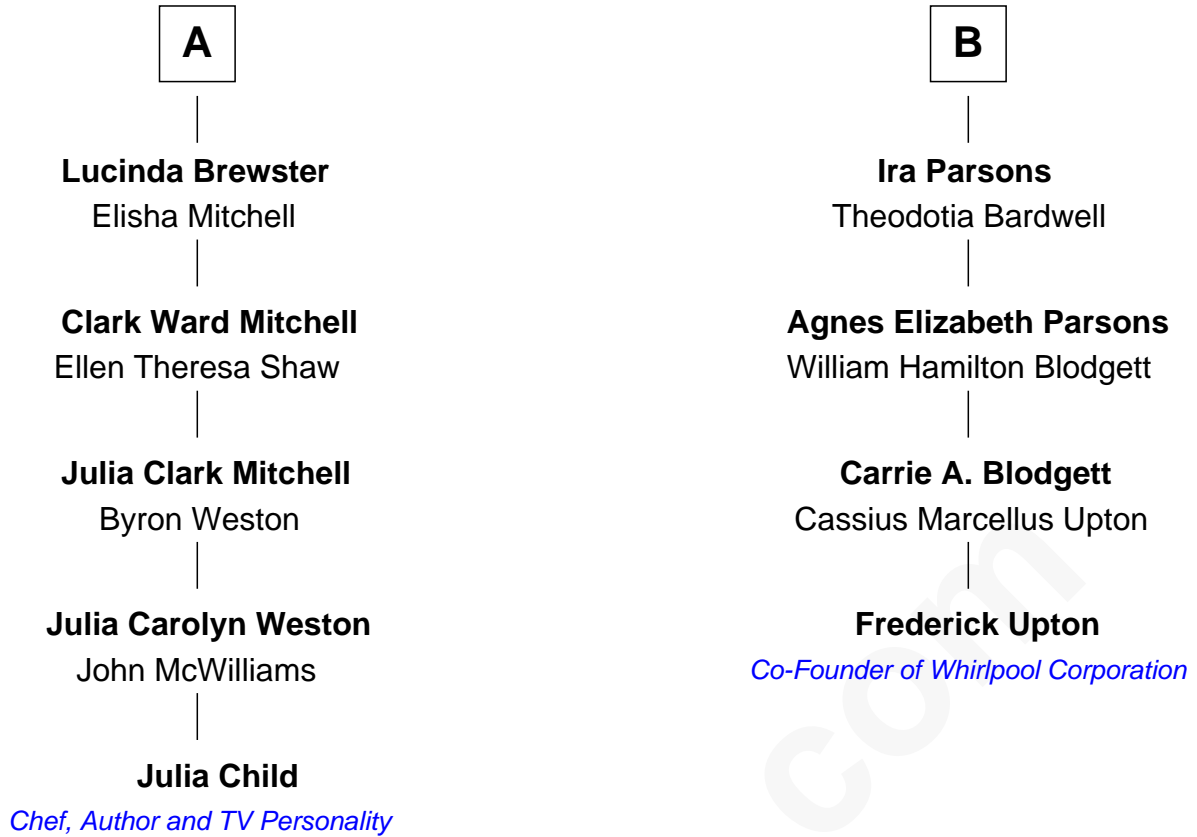 A
Lucinda Brewster
Elisha Mitchell
Clark Ward Mitchell
Ellen Theresa Shaw
Julia Clark Mitchell
Byron Weston
Julia Carolyn Weston
John McWilliams
Julia Child
Chef, Author and TV Personality
B
Ira Parsons
Theodotia Bardwell
Agnes Elizabeth Parsons
William Hamilton Blodgett
Carrie A. Blodgett
Cassius Marcellus Upton
Frederick Upton
Co-Founder of Whirlpool Corporation
com